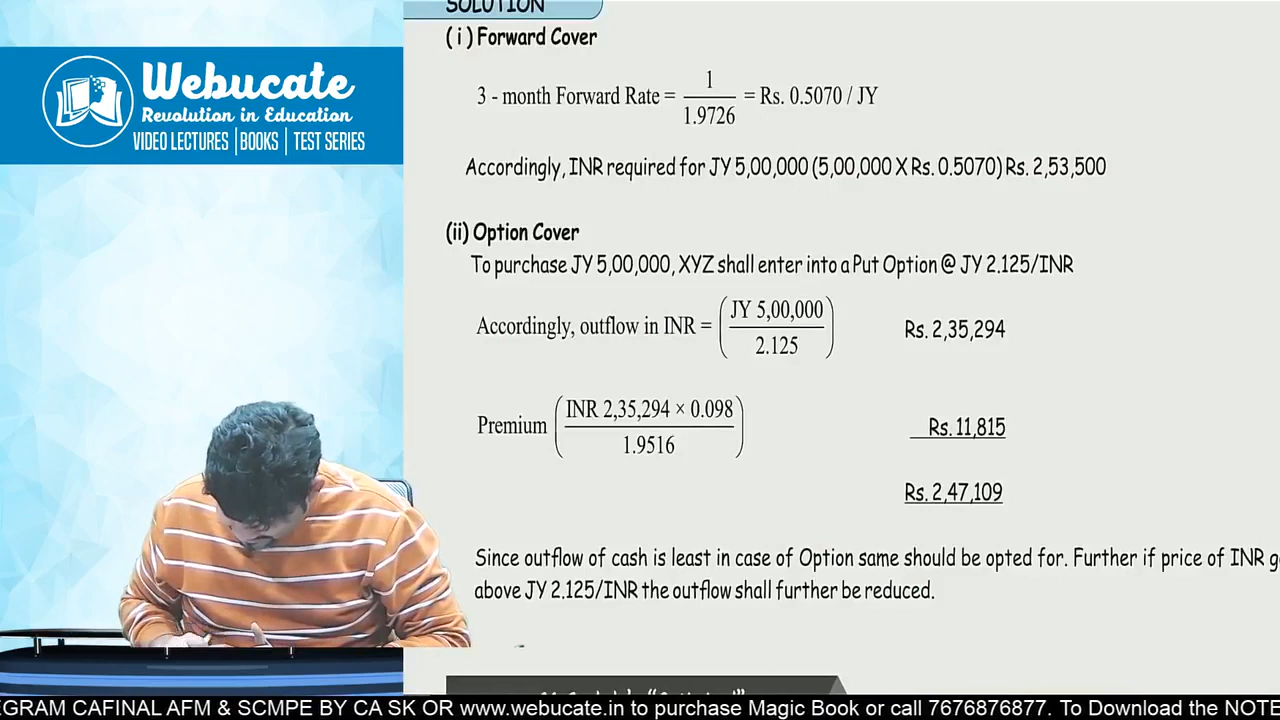 SOLUTION
( i ) Forward Cover
3 - month Forward Rate = 1 / 1.9726 = Rs. 0.5070 / JY
Accordingly, INR required for JY 5,00,000 (5,00,000 X Rs. 0.5070) Rs. 2,53,500
(ii) Option Cover
To purchase JY 5,00,000, XYZ shall enter into a Put Option @ JY 2.125/INR
Accordingly, outflow in INR = (JY 5,00,000 / 2.125) Rs. 2,35,294
Premium (INR 2,35,294 × 0.098 / 1.9516) Rs. 11,815
Rs. 2,47,109
Since outflow of cash is least in case of Option same should be opted for. Further if price of INR g
above JY 2.125/INR the outflow shall further be reduced.
Webucate
Revolution in Education
VIDEO LECTURES | BOOKS | TEST SERIES
EGRAM CAFINAL AFM & SCMPE BY CA SK OR www.webucate.in to purchase Magic Book or call 7676876877. To Download the NOTE